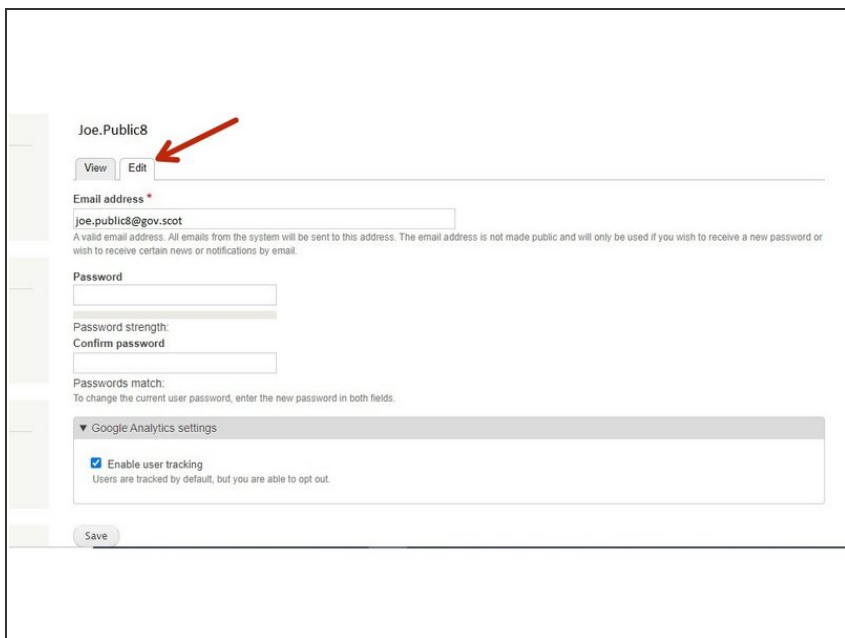 Joe.Public8
View Edit
Email address *
joe.public8@gov.scot
A valid email address. All emails from the system will be sent to this address. The email address is not made public and will only be used if you wish to receive a new password or
wish to receive certain news or notifications by email.
Password
Password strength:
Confirm password
Passwords match:
To change the current user password, enter the new password in both fields.
▼ Google Analytics settings
Enable user tracking
Users are tracked by default, but you are able to opt out.
Save